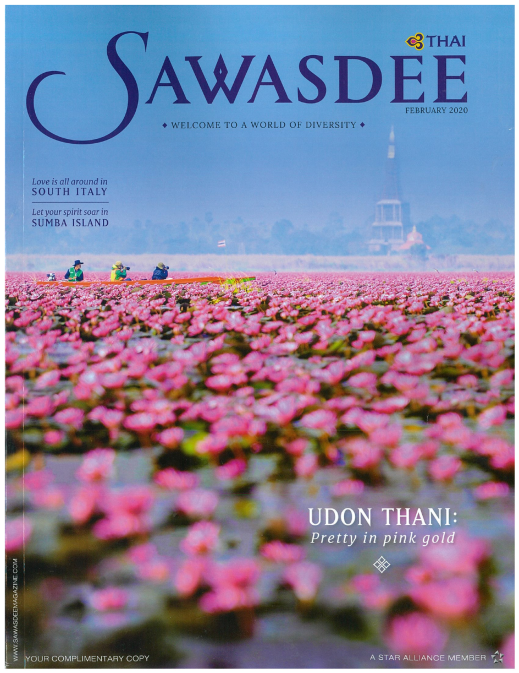 THAI
SAWASDEE
FEBRUARY 2020
WELCOME TO A WORLD OF DIVERSITY
Love is all around in
SOUTH ITALY
Let your spirit soar in
SUMBA ISLAND
UDON THANI:
Pretty in pink gold
WWW.SAWASDEEMAGAZINE.COM
YOUR COMPLIMENTARY COPY
A STAR ALLIANCE MEMBER